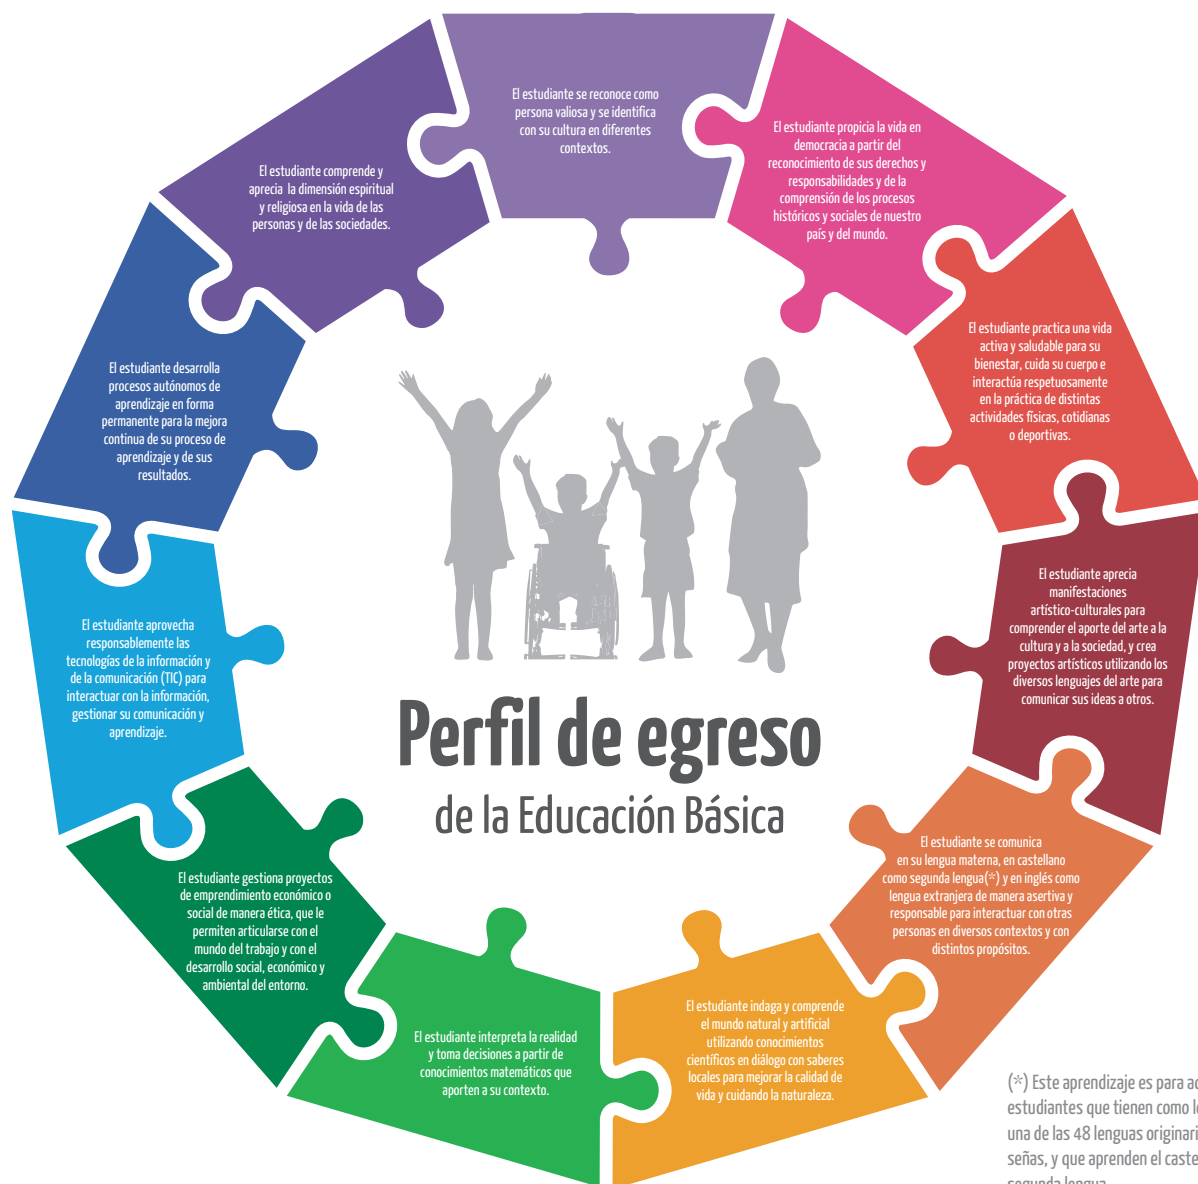 El estudiante se reconoce como
persona valiosa y se identifica
con su cultura en diferentes
contextos.
El estudiante propicia la vida en
democracia a partir del
reconocimiento de sus derechos y
responsabilidades y de la
comprensión de los procesos
históricos y sociales de nuestro
país y del mundo.
El estudiante practica una vida
activa y saludable para su
bienestar, cuida su cuerpo e
interactúa respetuosamente
en la práctica de distintas
actividades físicas, cotidianas
o deportivas.
El estudiante aprecia
manifestaciones
artístico-culturales para
comprender el aporte del arte a la
cultura y a la sociedad, y crea
proyectos artísticos utilizando los
diversos lenguajes del arte para
comunicar sus ideas a otros.
El estudiante se comunica
en su lengua materna, en castellano
como segunda lengua(*) y en inglés como
lengua extranjera de manera asertiva y
responsable para interactuar con otras
personas en diversos contextos y con
distintos propósitos.
El estudiante indaga y comprende
el mundo natural y artificial
utilizando conocimientos
científicos en diálogo con saberes
locales para mejorar la calidad de
vida y cuidando la naturaleza.
El estudiante interpreta la realidad
y toma decisiones a partir de
conocimientos matemáticos que
aporten a su contexto.
El estudiante gestiona proyectos
de emprendimiento económico o
social de manera ética, que le
permiten articularse con el
mundo del trabajo y con el
desarrollo social, económico y
ambiental del entorno.
El estudiante aprovecha
responsablemente las
tecnologías de la información y
de la comunicación (TIC) para
interactuar con la información,
gestionar su comunicación y
aprendizaje.
El estudiante desarrolla
procesos autónomos de
aprendizaje en forma
permanente para la mejora
continua de su proceso de
aprendizaje y de sus
resultados.
El estudiante comprende y
aprecia la dimensión espiritual
y religiosa en la vida de las
personas y de las sociedades.
Perfil de egreso
de la Educación Básica
(*) Este aprendizaje es para
estudiantes que tienen como
una de las 48 lenguas
señas, y que aprenden el
segunda lengua